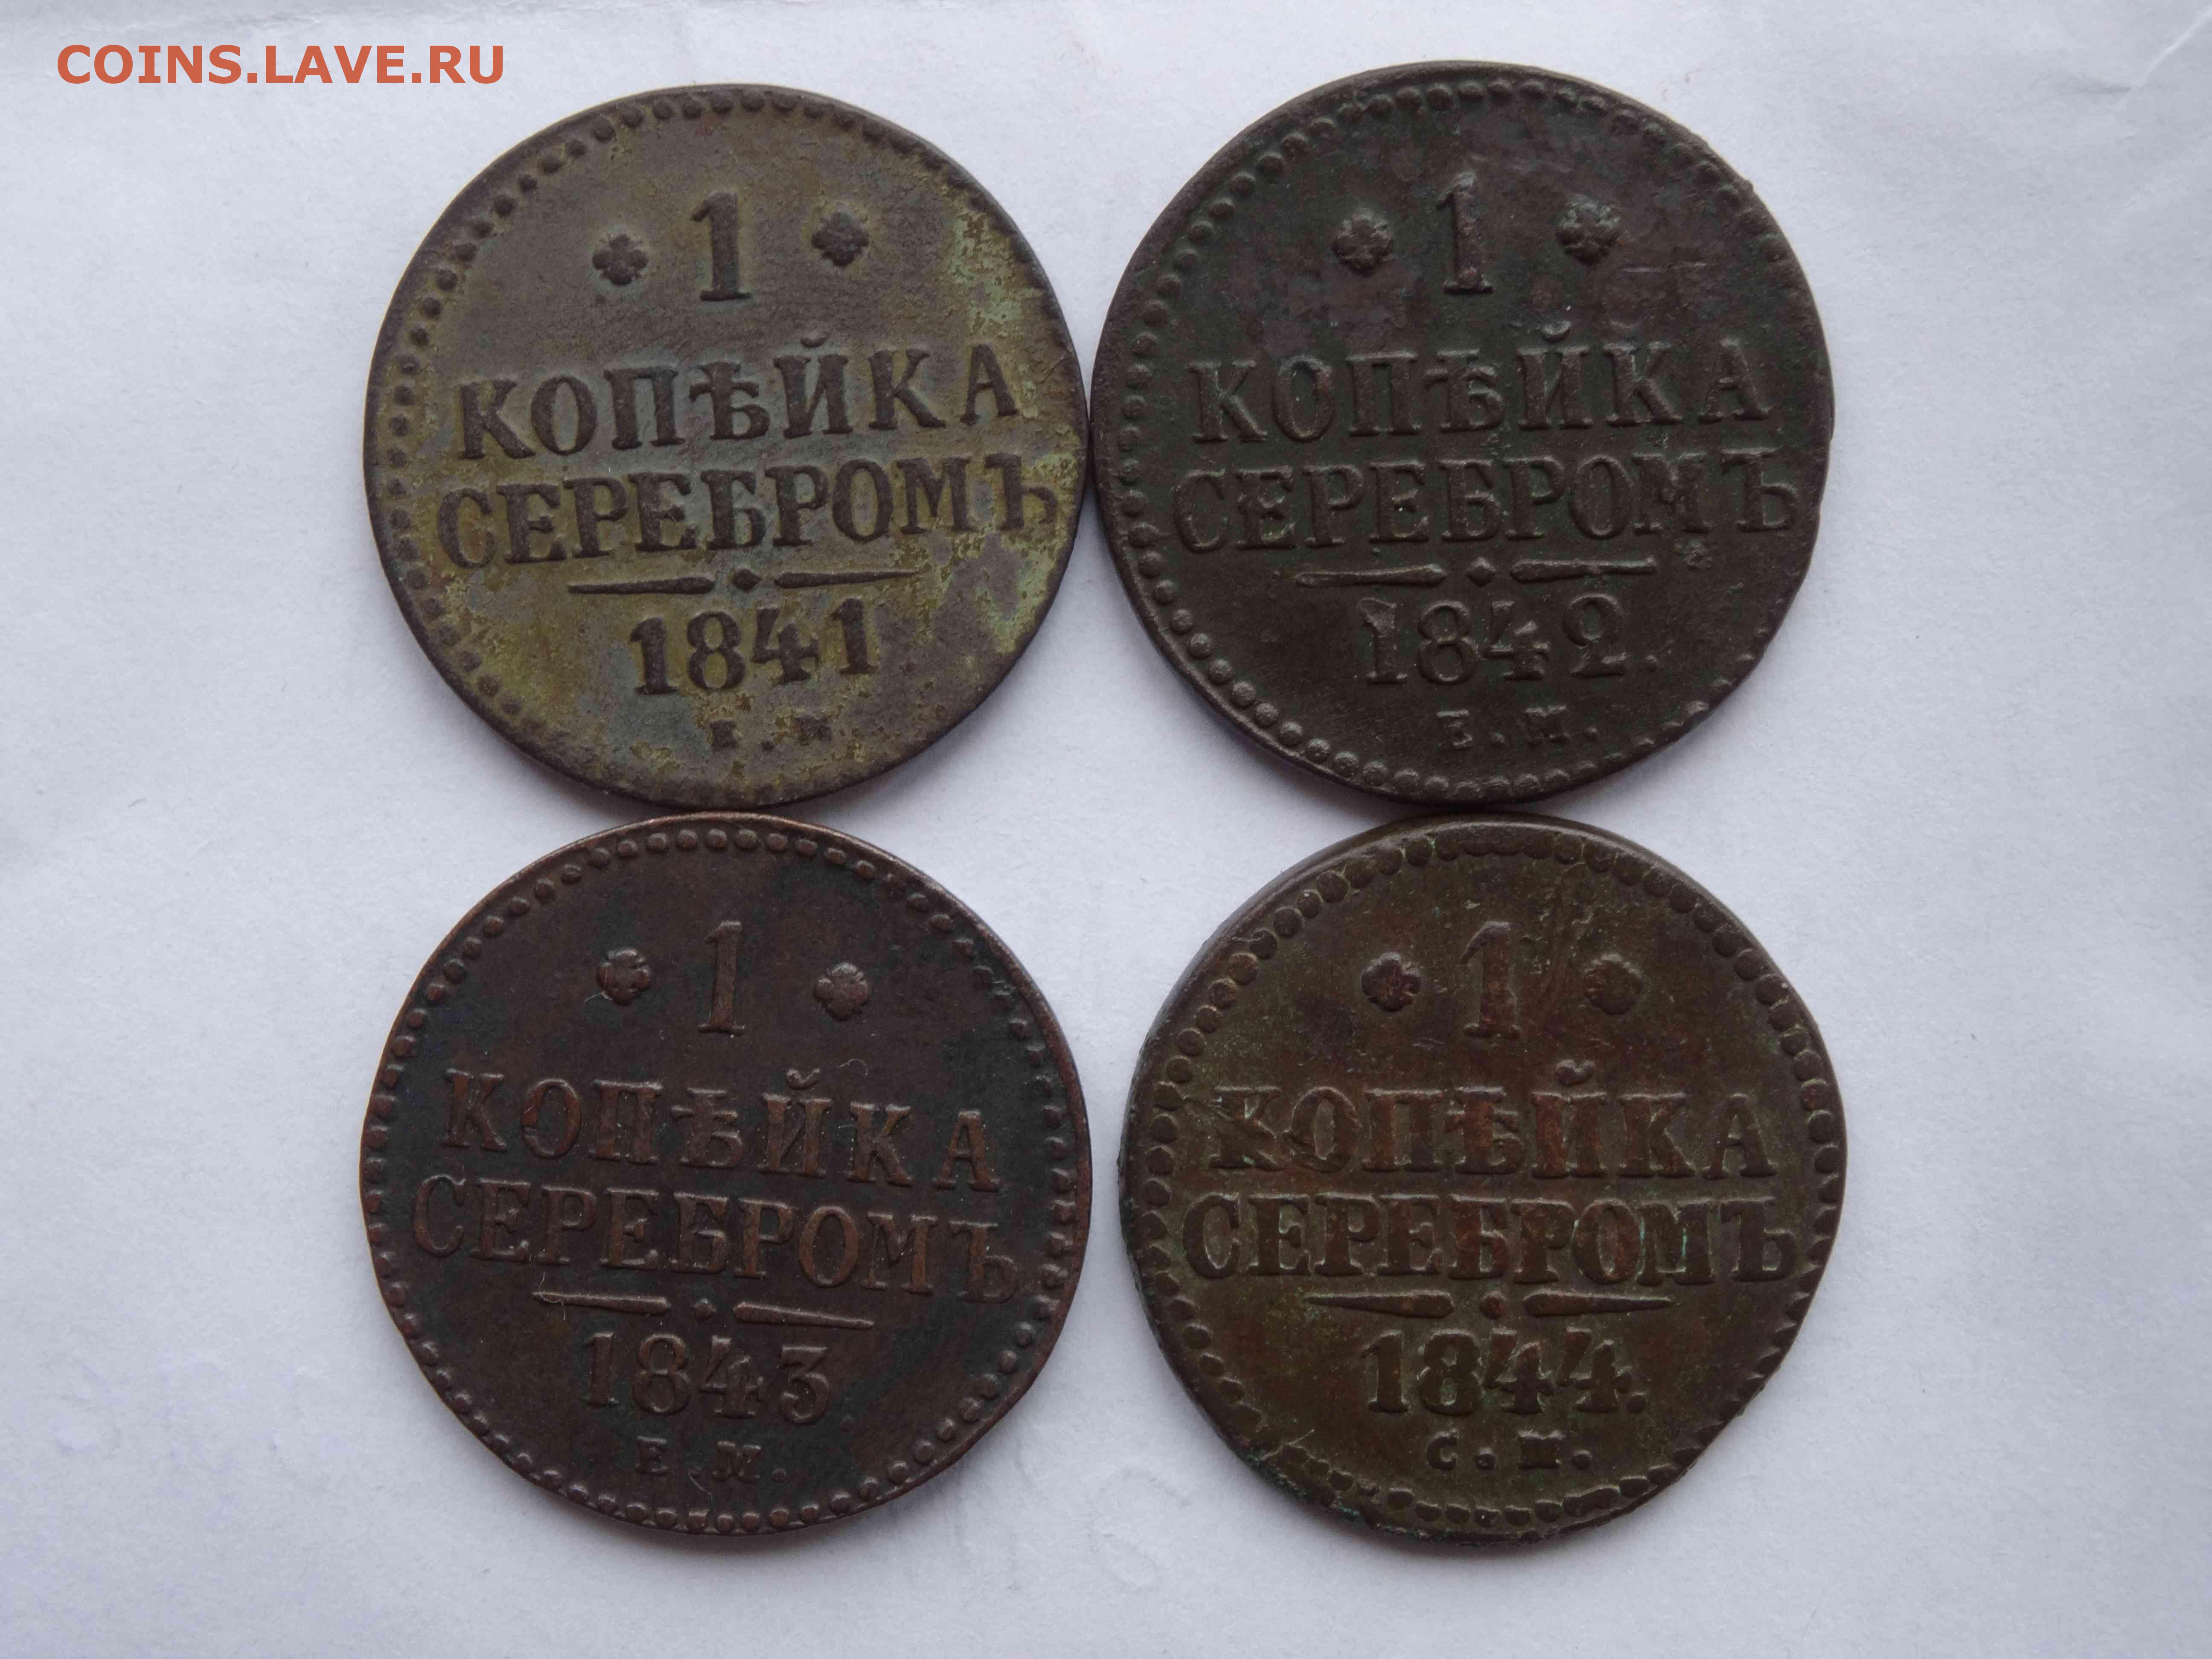 COINS.LAVE.RU
1
КОПѢЙКА
СЕРЕБРОМЪ
1841
Е.М
1
КОПѢЙКА
СЕРЕБРОМЪ
1842.
Е.М.
1
КОПѢЙКА
СЕРЕБРОМЪ
1843
Е М.
1
КОПѢЙКА
СЕРЕБРОМЪ
1844.
С.М.